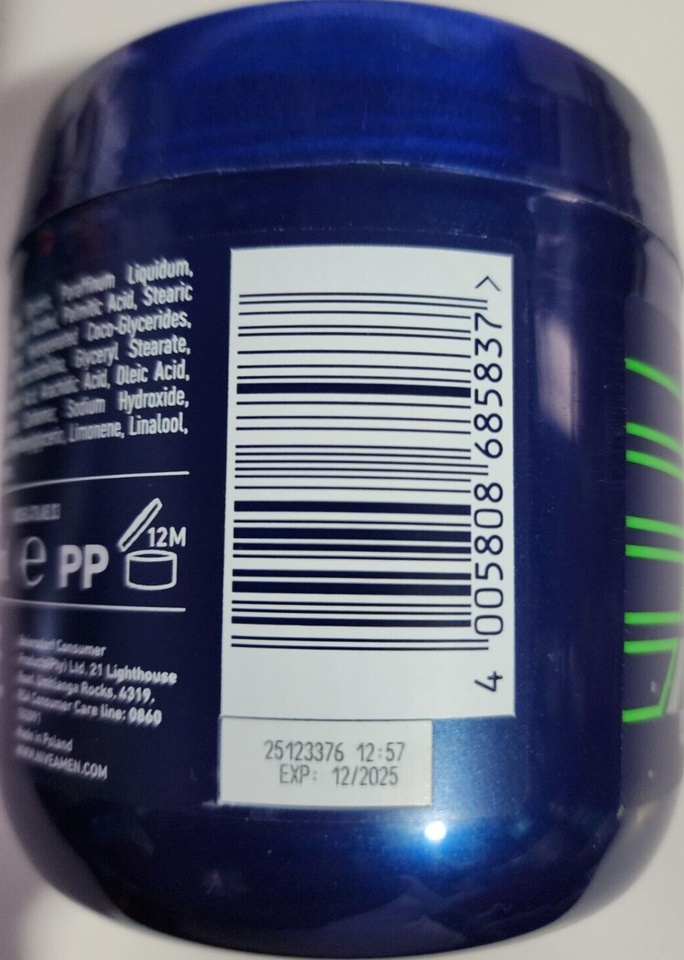 Paraffinum Liquidum,
Palmitic Acid, Stearic
Coco-Glycerides,
Glyceryl Stearate,
Acid, Oleic Acid,
Sodium Hydroxide,
Limonene, Linalool,
12M
e PP
Consumer
Ltd, 21 Lighthouse
Rocks, 4319,
Consumer Care line: 0860
Made in Poland
WWW.NIVEAMEN.COM
4 005808 685837 >
25123376 12:57
EXP: 12/2025